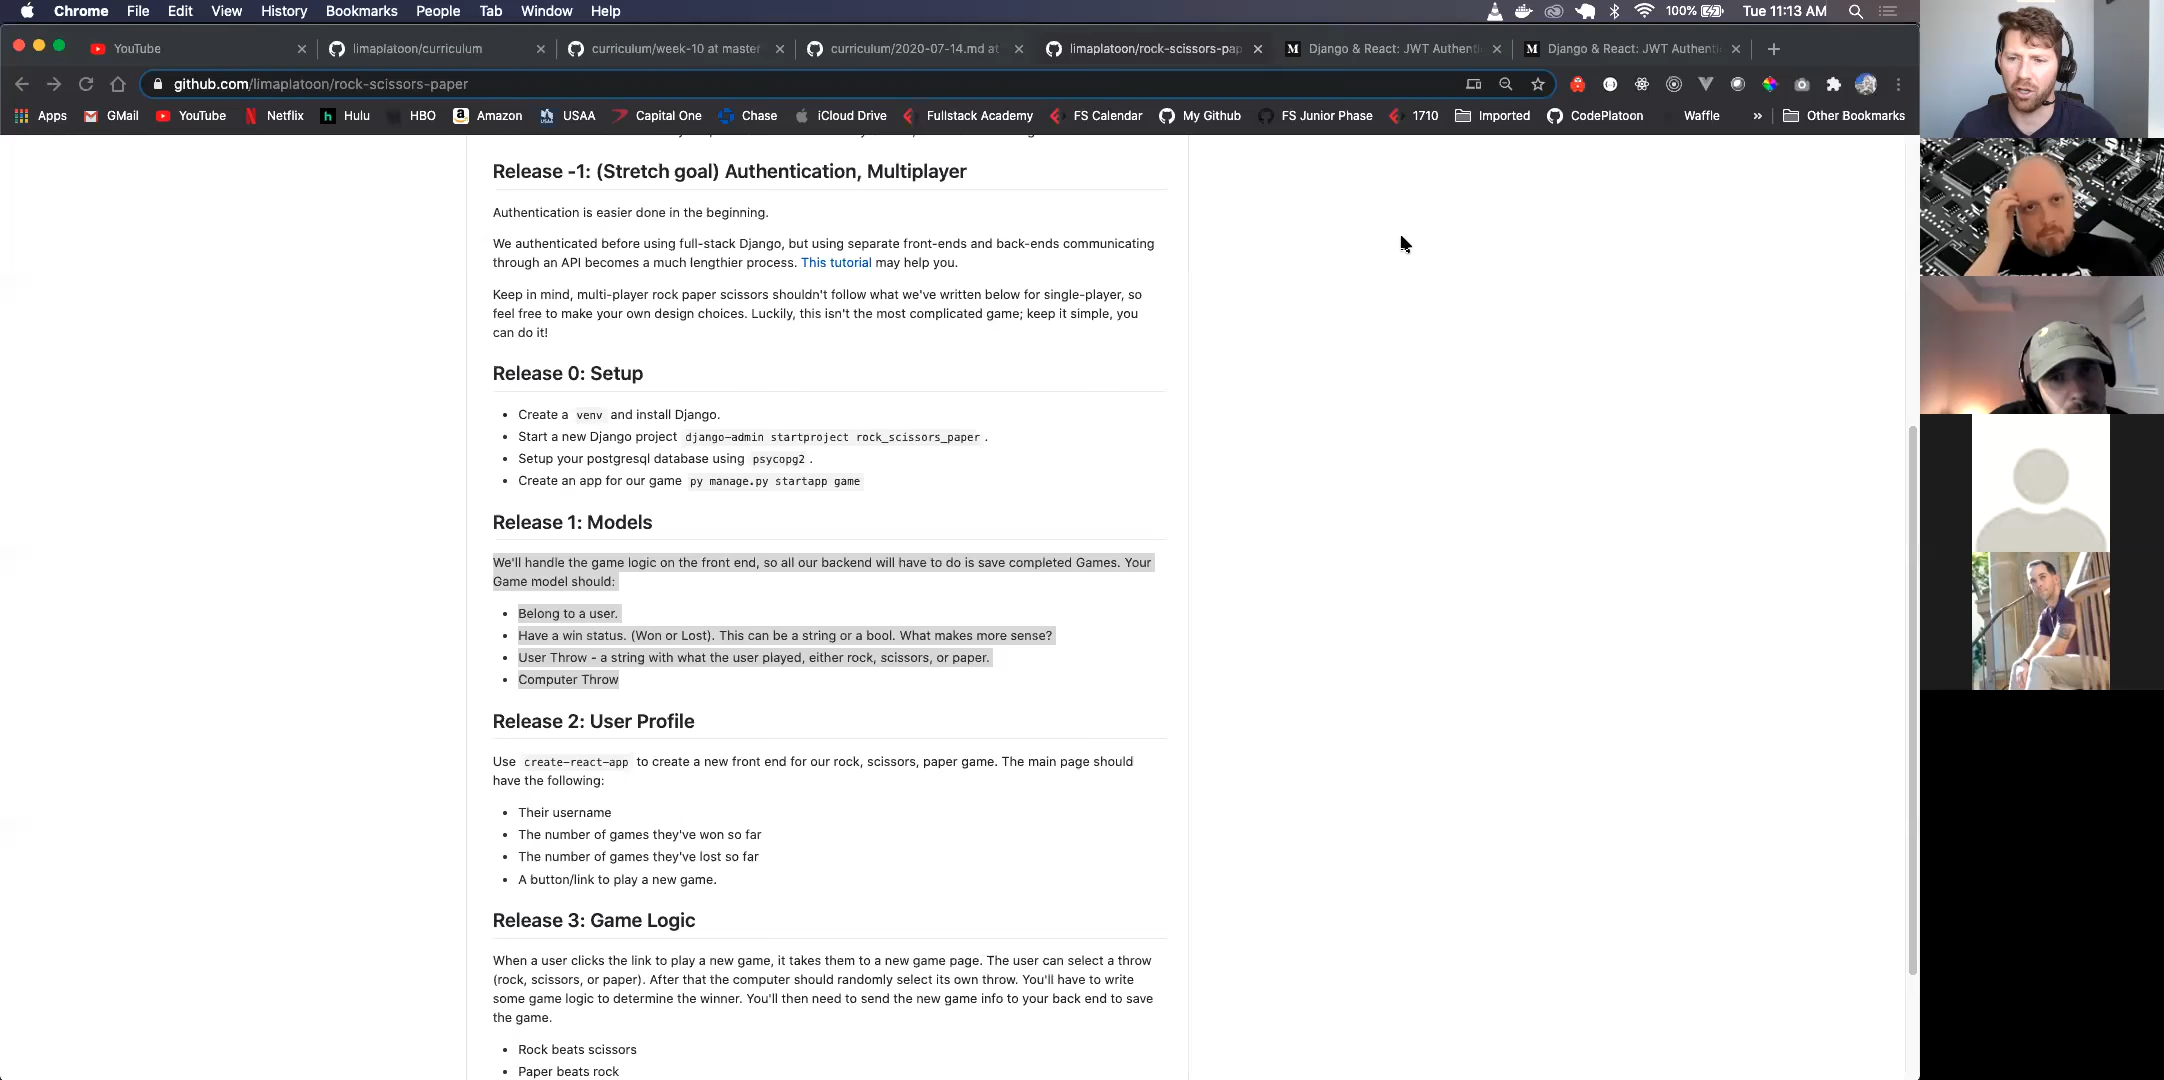 Chrome File Edit View History Bookmarks People Tab Window Help 100% Tue 11:13 AM
YouTube limaplatoon/curriculum curriculum/week-10 at master curriculum/2020-07-14.md at limaplatoon/rock-scissors-pap Django & React: JWT Authenti Django & React: JWT Authenti
github.com/limaplatoon/rock-scissors-paper
Apps GMail YouTube Netflix Hulu HBO Amazon USAA Capital One Chase iCloud Drive Fullstack Academy FS Calendar My Github FS Junior Phase 1710 Imported CodePlatoon Waffle » Other Bookmarks
Release -1: (Stretch goal) Authentication, Multiplayer
Authentication is easier done in the beginning.
We authenticated before using full-stack Django, but using separate front-ends and back-ends communicating
through an API becomes a much lengthier process. This tutorial may help you.
Keep in mind, multi-player rock paper scissors shouldn't follow what we've written below for single-player, so
feel free to make your own design choices. Luckily, this isn't the most complicated game; keep it simple, you
can do it!
Release 0: Setup
• Create a venv and install Django.
• Start a new Django project django-admin startproject rock_scissors_paper .
• Setup your postgresql database using psycopg2 .
• Create an app for our game py manage.py startapp game
Release 1: Models
We'll handle the game logic on the front end, so all our backend will have to do is save completed Games. Your
Game model should:
• Belong to a user.
• Have a win status. (Won or Lost). This can be a string or a bool. What makes more sense?
• User Throw - a string with what the user played, either rock, scissors, or paper.
• Computer Throw
Release 2: User Profile
Use create-react-app to create a new front end for our rock, scissors, paper game. The main page should
have the following:
• Their username
• The number of games they've won so far
• The number of games they've lost so far
• A button/link to play a new game.
Release 3: Game Logic
When a user clicks the link to play a new game, it takes them to a new game page. The user can select a throw
(rock, scissors, or paper). After that the computer should randomly select its own throw. You'll have to write
some game logic to determine the winner. You'll then need to send the new game info to your back end to save
the game.
• Rock beats scissors
• Paper beats rock